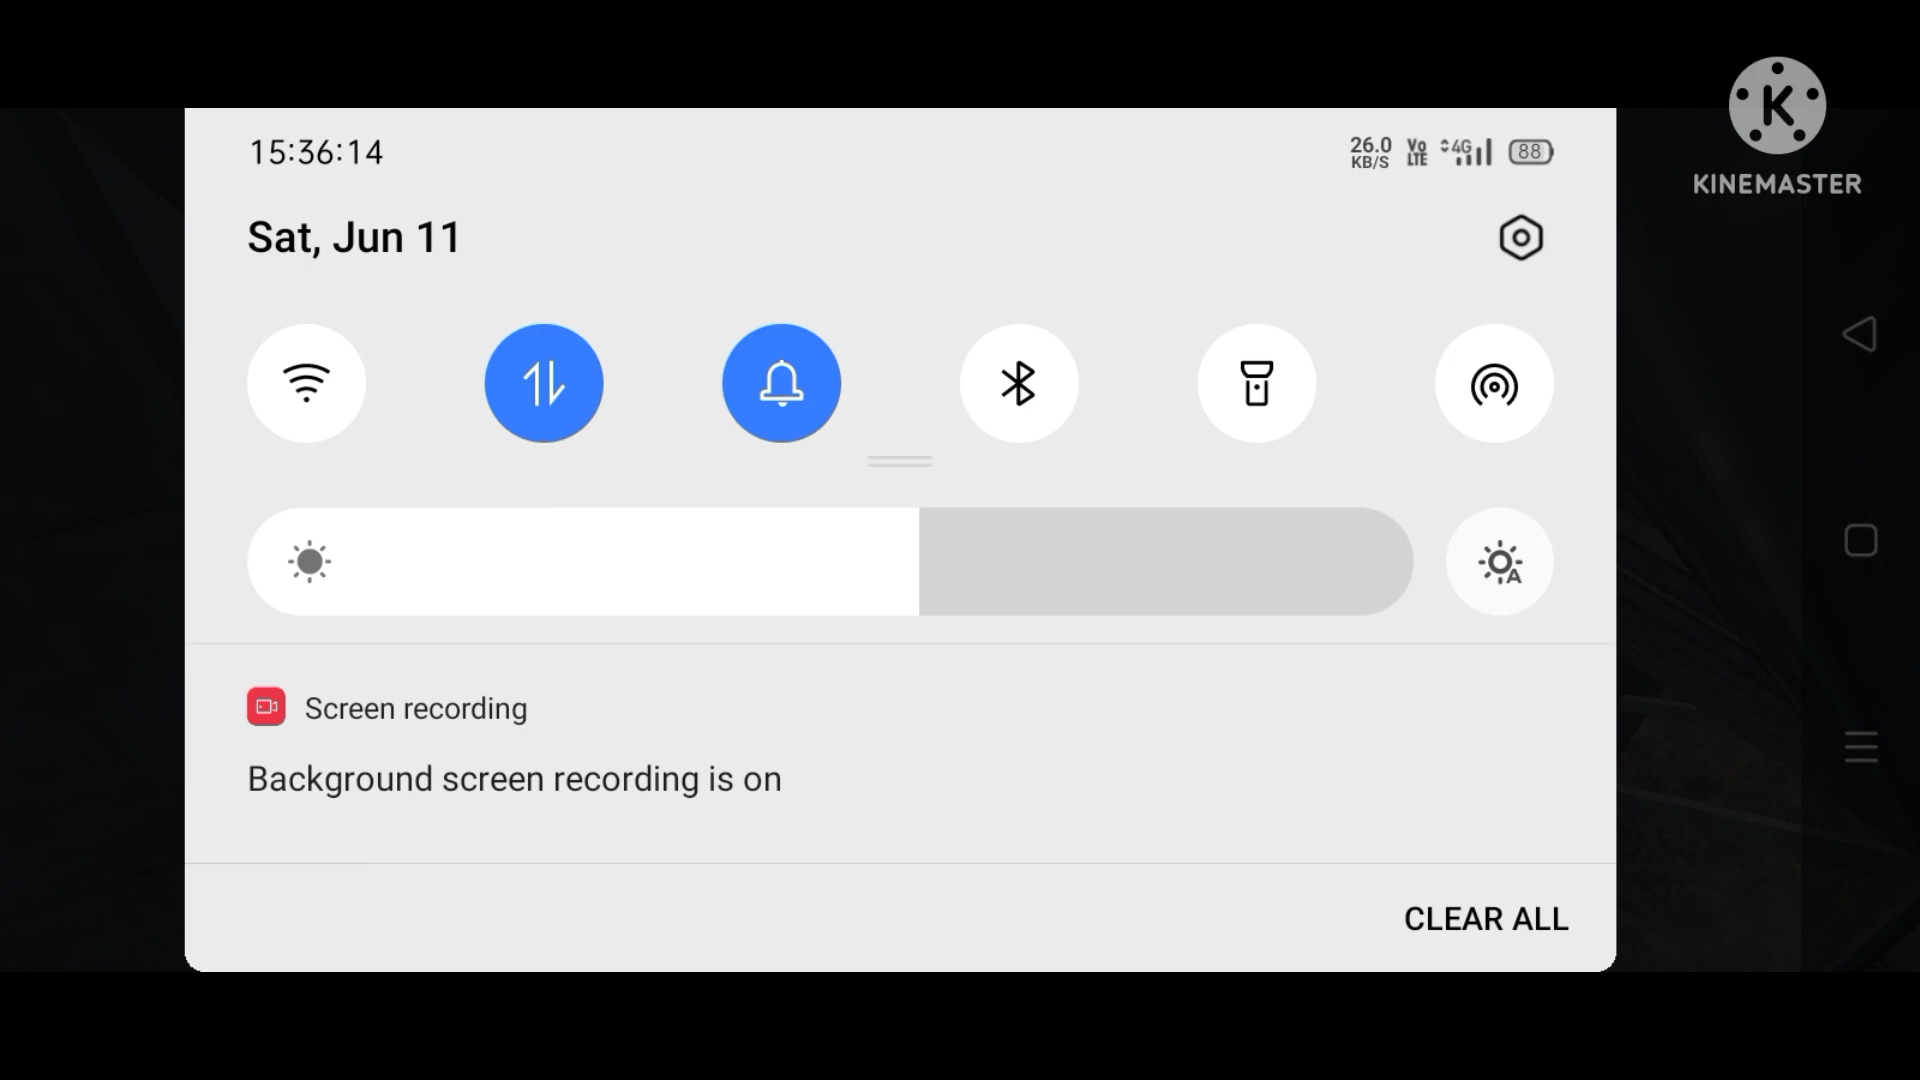 15:36:14
26.0 KB/S Vo LTE 4G 88
K
KINEMASTER
Sat, Jun 11
A
Screen recording
Background screen recording is on
CLEAR ALL